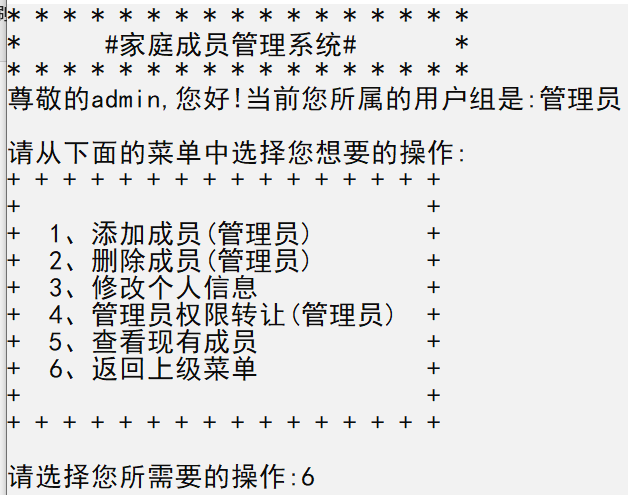 * * * * * * * * * * * * * * * * *
* #家庭成员管理系统# *
* * * * * * * * * * * * * * * * *
尊敬的admin,您好!当前您所属的用户组是:管理员
请从下面的菜单中选择您想要的操作:
+ + + + + + + + + + + + + + + +
+ +
+ 1、添加成员(管理员) +
+ 2、删除成员(管理员) +
+ 3、修改个人信息 +
+ 4、管理员权限转让(管理员) +
+ 5、查看现有成员 +
+ 6、返回上级菜单 +
+ +
+ + + + + + + + + + + + + + + +
请选择您所需要的操作:6